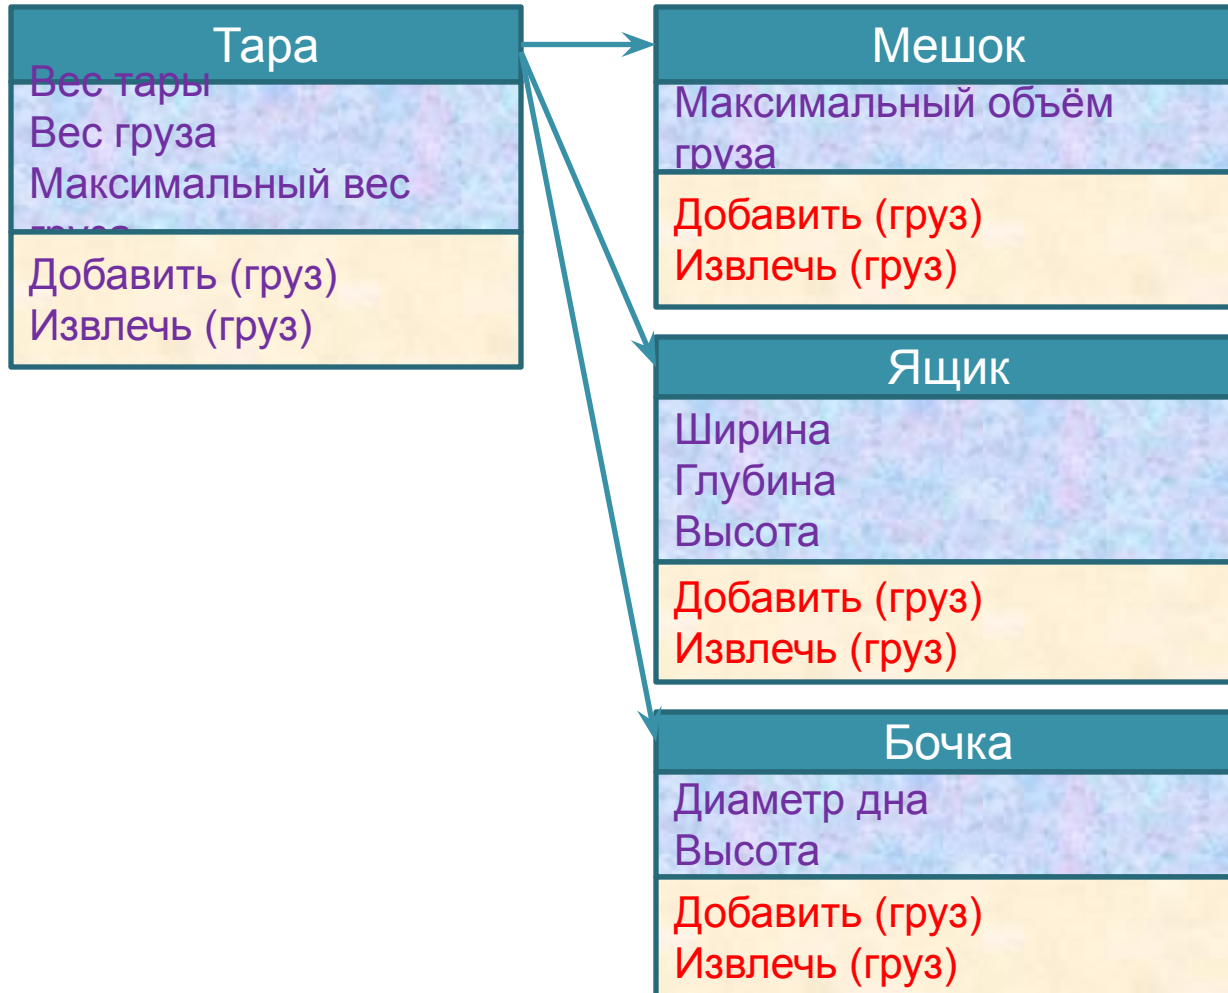 Тара
Вес тары
Вес груза
Максимальный вес
груза
Добавить (груз)
Извлечь (груз)
Мешок
Максимальный объём
груза
Добавить (груз)
Извлечь (груз)
Ящик
Ширина
Глубина
Высота
Добавить (груз)
Извлечь (груз)
Бочка
Диаметр дна
Высота
Добавить (груз)
Извлечь (груз)